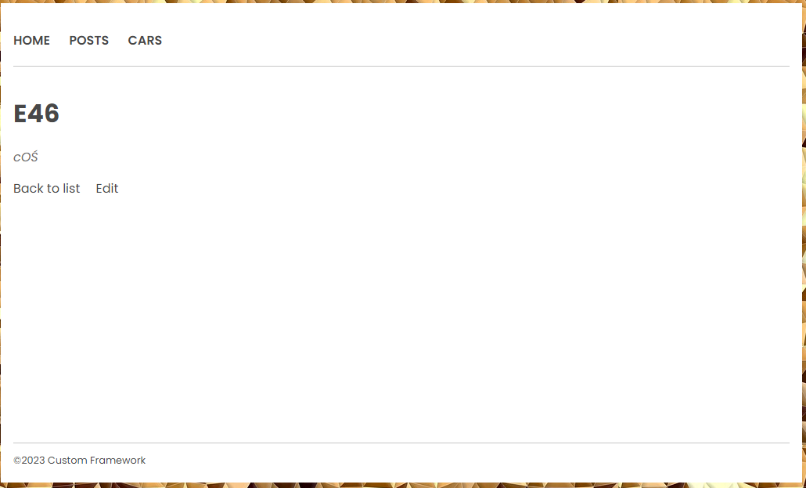 HOME POSTS CARS
E46
cOŚ
Back to list Edit
©2023 Custom Framework